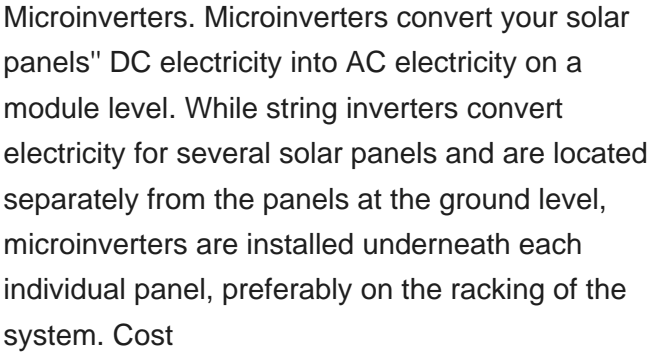 Microinverters. Microinverters convert your solar
panels" DC electricity into AC electricity on a
module level. While string inverters convert
electricity for several solar panels and are located
separately from the panels at the ground level,
microinverters are installed underneath each
individual panel, preferably on the racking of the
system. Cost